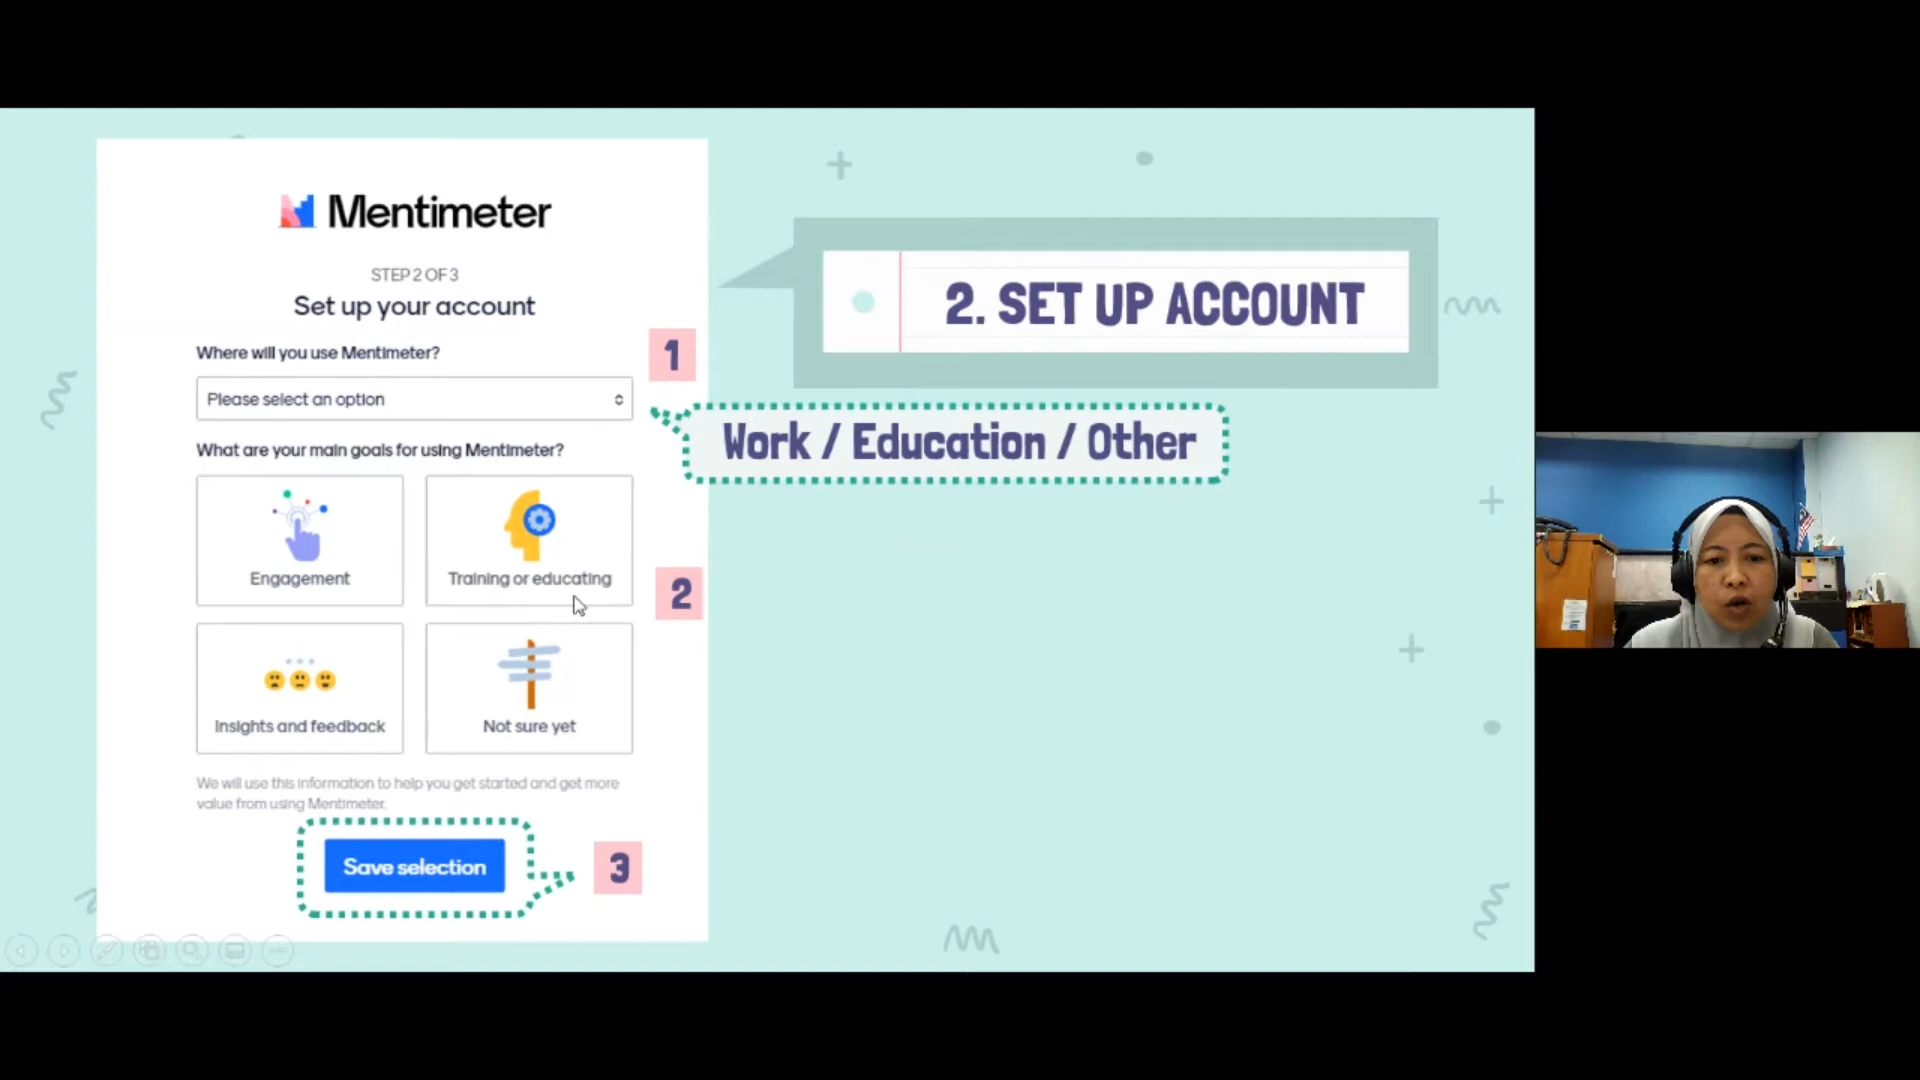 Mentimeter
STEP 2 OF 3
Set up your account
Where will you use Mentimeter?
1
Please select an option
What are your main goals for using Mentimeter?
Engagement
Training or educating
2
Insights and feedback
Not sure yet
We will use this information to help you get started and get more
value from using Mentimeter.
Save selection
3
2. SET UP ACCOUNT
Work / Education / Other